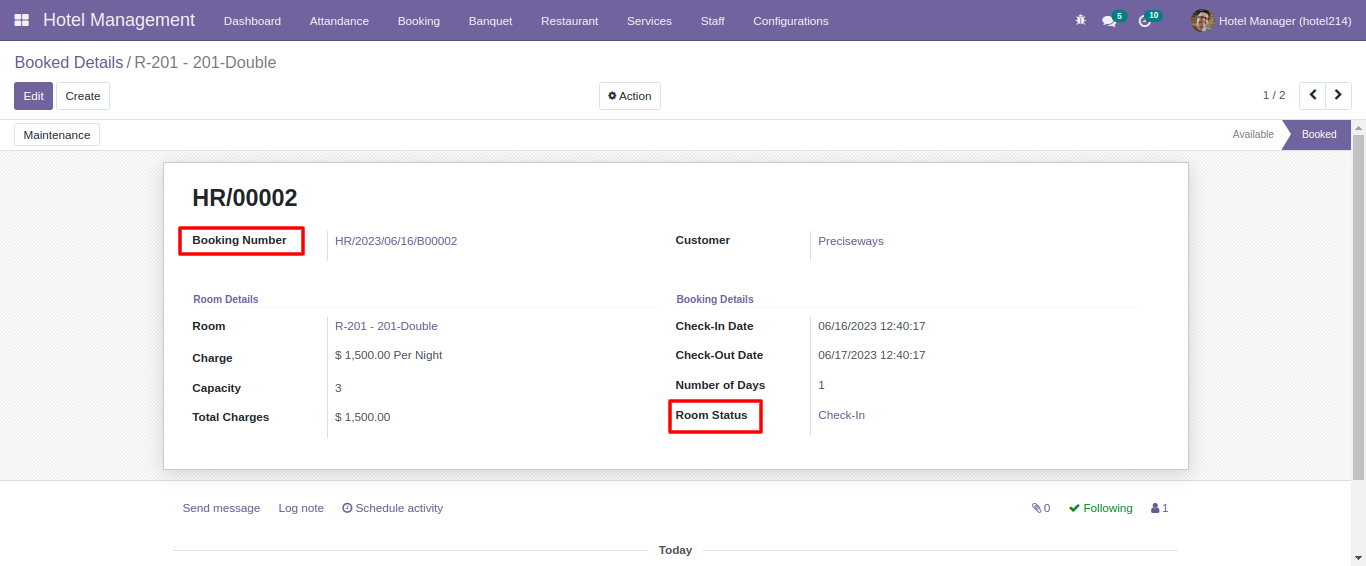 Hotel Management Dashboard Attandance Booking Banquet Restaurant Services Staff Configurations 5 10 Hotel Manager (hotel214)
Booked Details / R-201 - 201-Double
Edit Create Action 1 / 2
Maintenance Available Booked
HR/00002
Booking Number HR/2023/06/16/B00002 Customer Preciseways
Room Details Booking Details
Room R-201 - 201-Double Check-In Date 06/16/2023 12:40:17
Charge $ 1,500.00 Per Night Check-Out Date 06/17/2023 12:40:17
Capacity 3 Number of Days 1
Total Charges $ 1,500.00 Room Status Check-In
Send message Log note Schedule activity 0 Following 1
Today